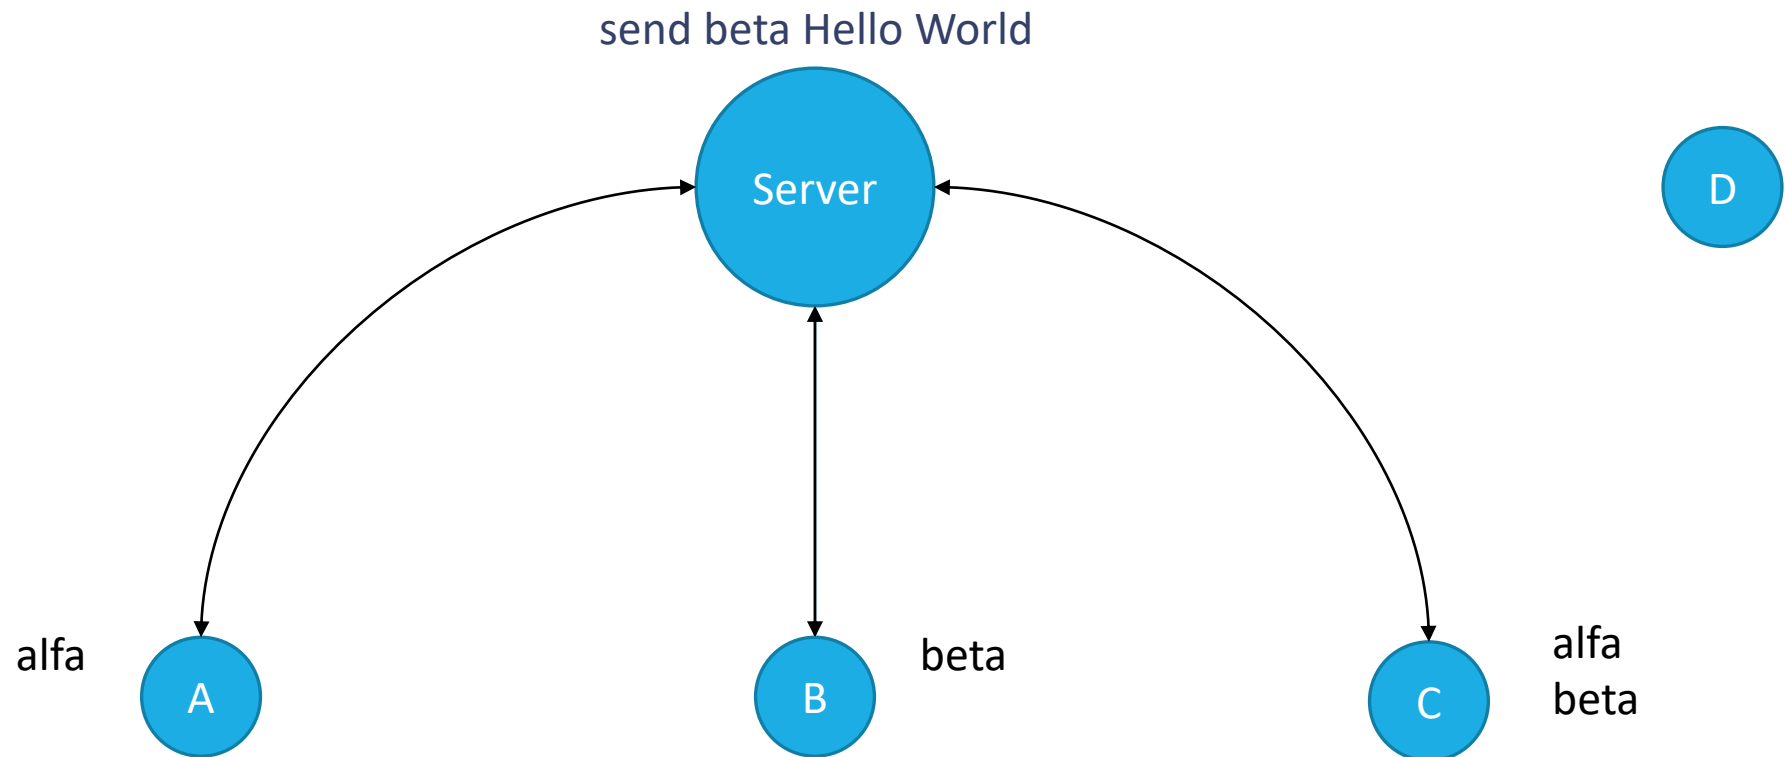 send beta Hello World
Server
D
alfa
A
B
beta
C
alfa
beta